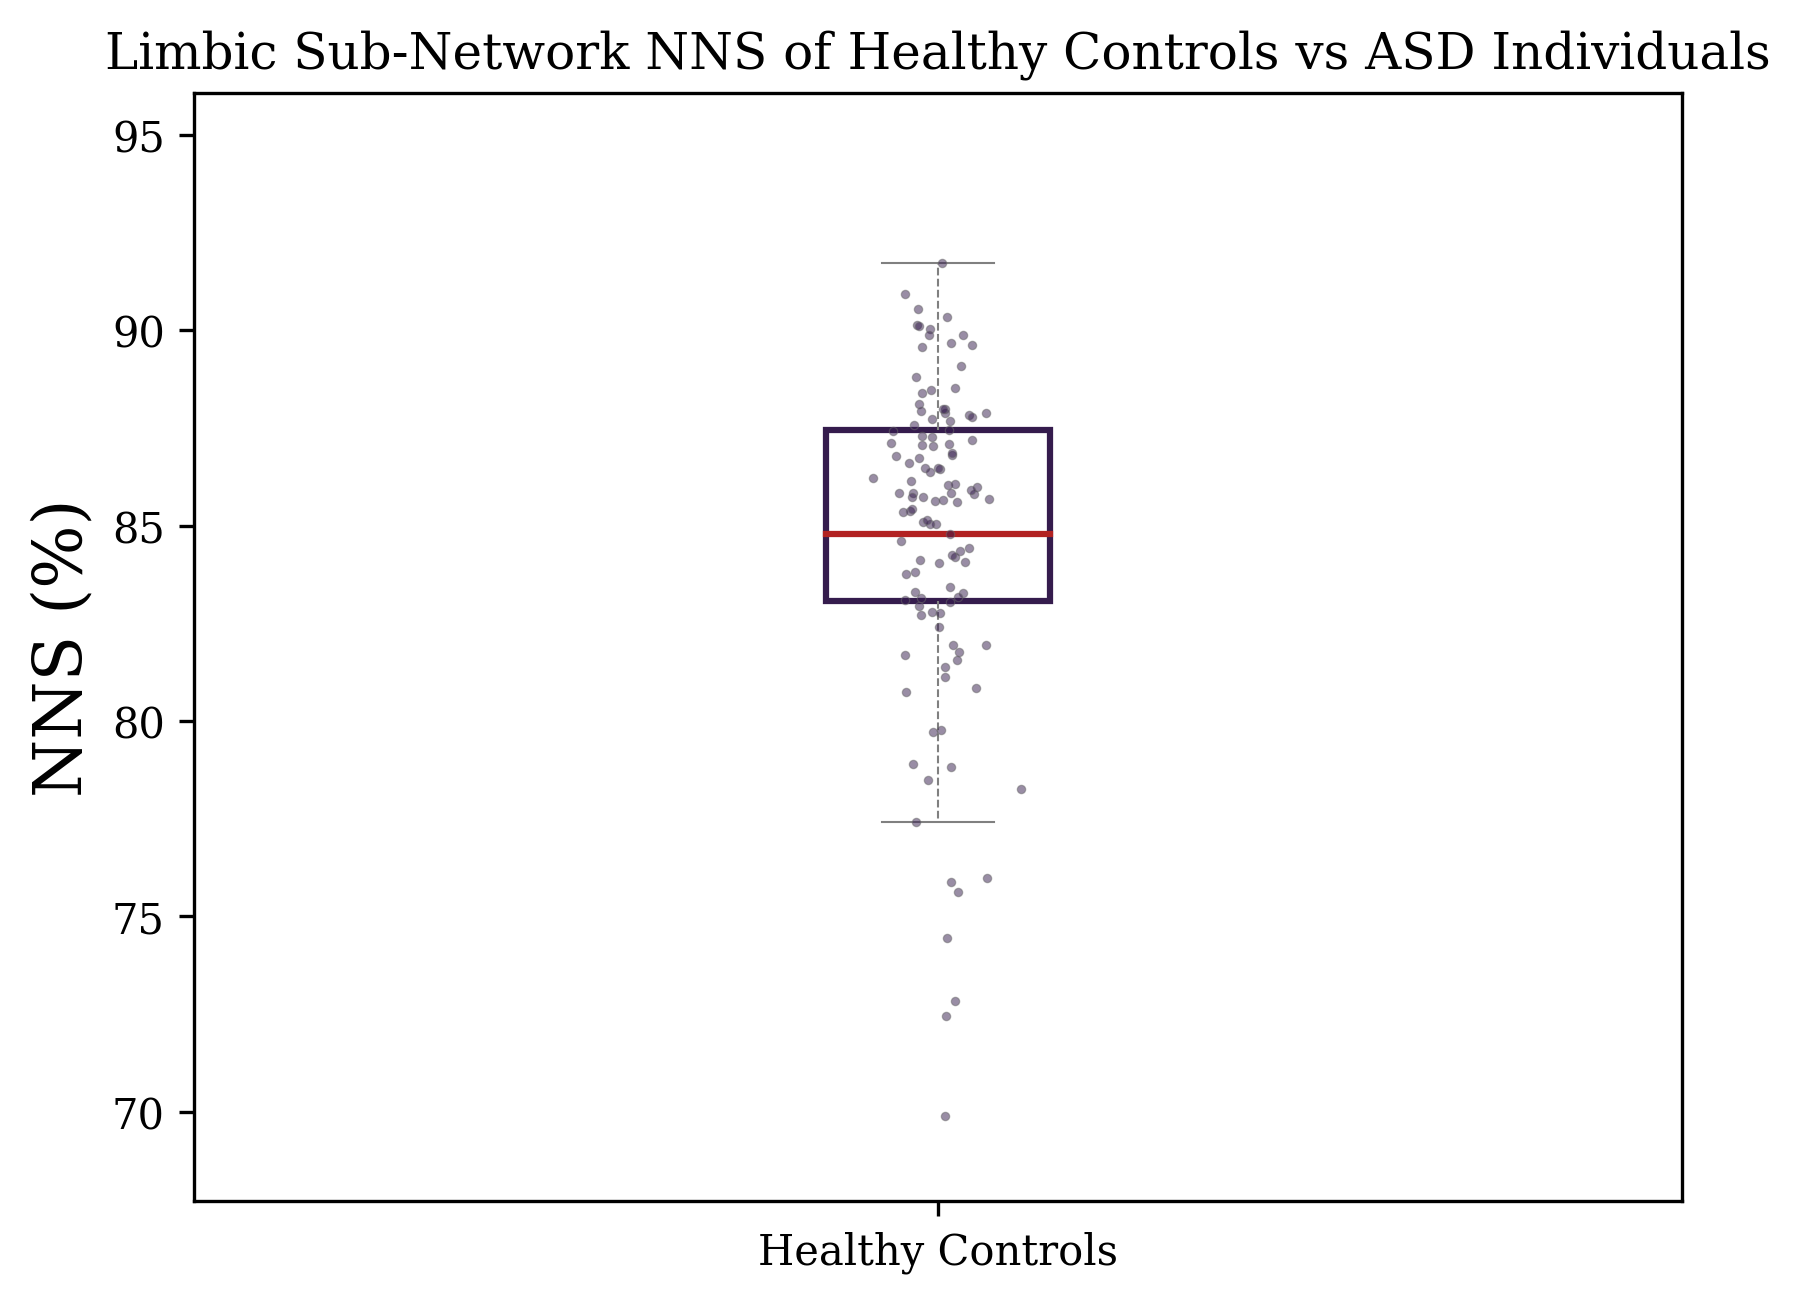 Limbic Sub-Network NNS of Healthy Controls vs ASD Individuals
95
90
85
80
75
70
NNS (%)
Healthy Controls